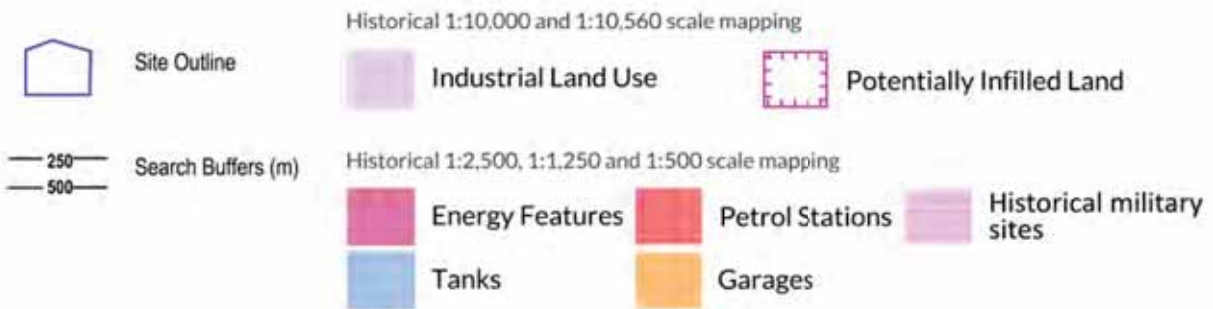 Historical 1:10,000 and 1:10,560 scale mapping
Site Outline
Industrial Land Use
Potentially Infilled Land
250
500
Search Buffers (m)
Historical 1:2,500, 1:1,250 and 1:500 scale mapping
Energy Features
Petrol Stations
Historical military
sites
Tanks
Garages